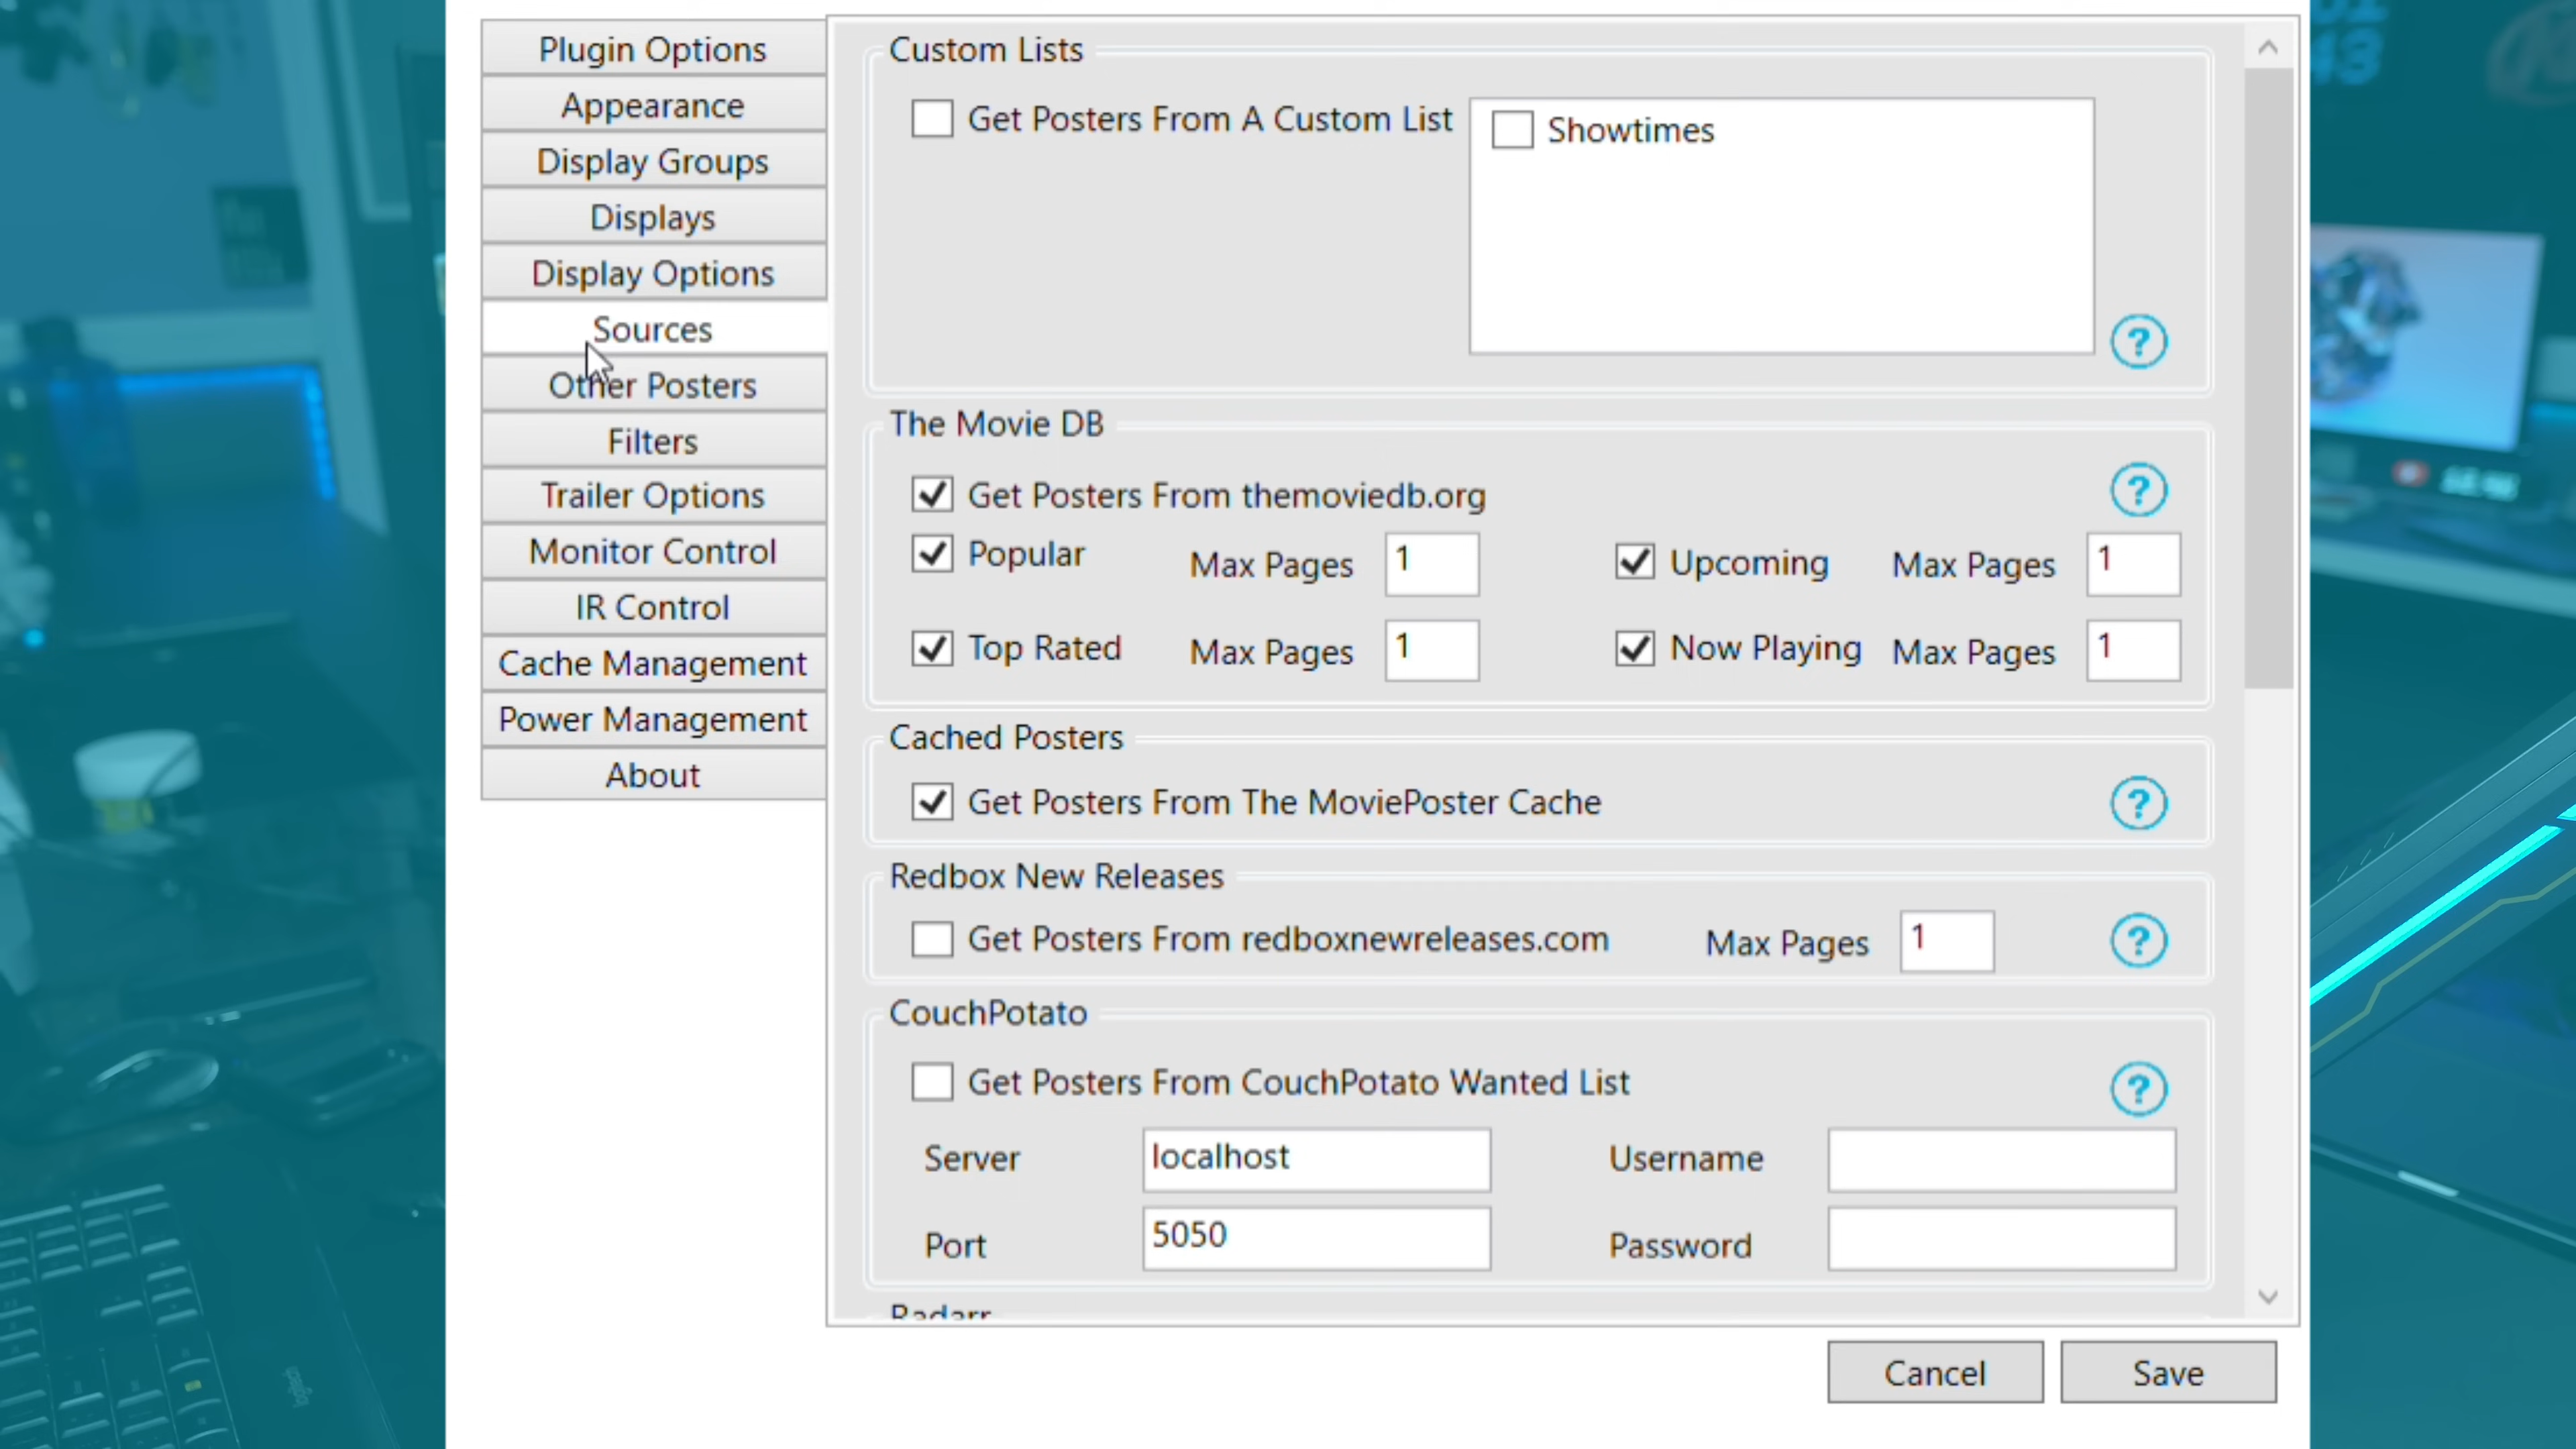 Plugin Options
Appearance
Display Groups
Displays
Display Options
Sources
Other Posters
Filters
Trailer Options
Monitor Control
IR Control
Cache Management
Power Management
About
Custom Lists
Get Posters From A Custom List
Showtimes
?
The Movie DB
Get Posters From themoviedb.org
?
Popular Max Pages 1 Upcoming Max Pages 1
Top Rated Max Pages 1 Now Playing Max Pages 1
Cached Posters
Get Posters From The MoviePoster Cache
?
Redbox New Releases
Get Posters From redboxnewreleases.com Max Pages 1
?
CouchPotato
Get Posters From CouchPotato Wanted List
?
Server localhost Username
Port 5050 Password
Radarr
Cancel Save
43